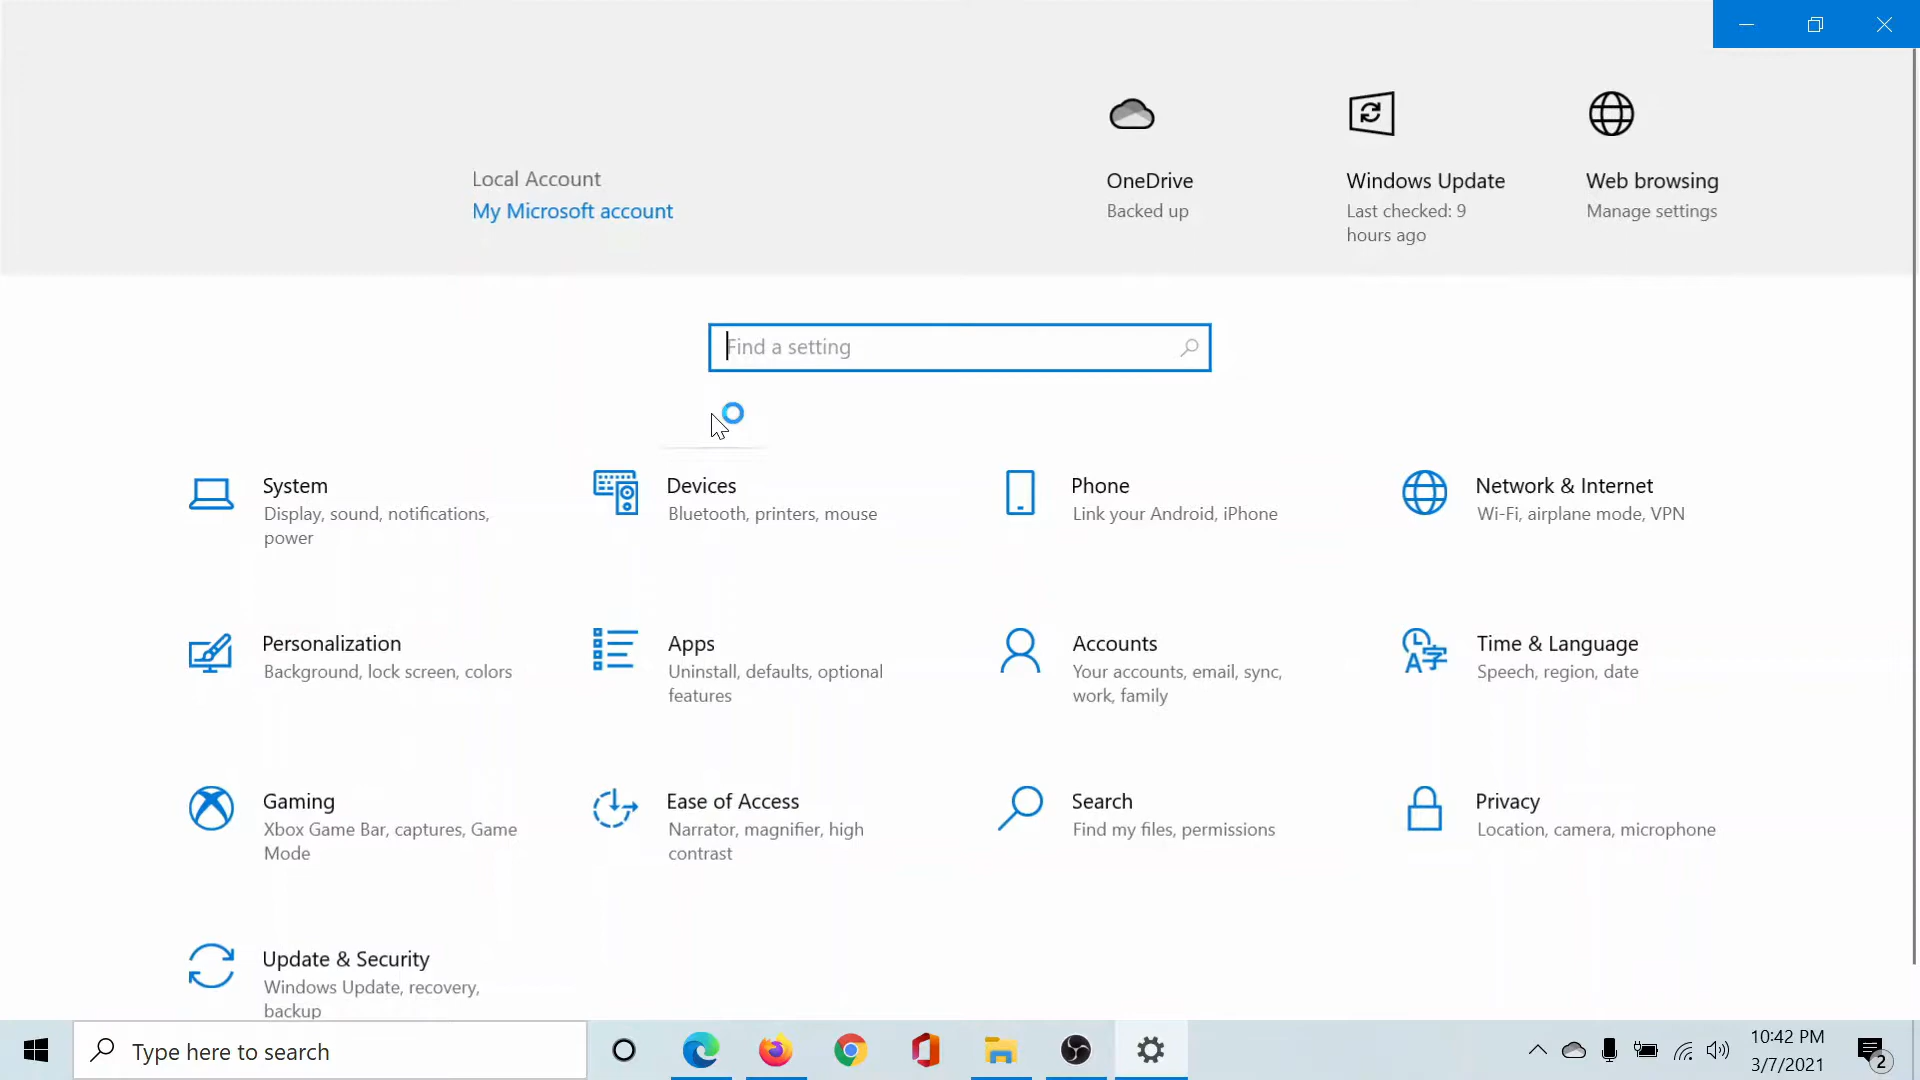 Local Account
My Microsoft account
OneDrive
Backed up
Windows Update
Last checked: 9
hours ago
Web browsing
Manage settings
Find a setting
System
Display, sound, notifications,
power
Devices
Bluetooth, printers, mouse
Phone
Link your Android, iPhone
Network & Internet
Wi-Fi, airplane mode, VPN
Personalization
Background, lock screen, colors
Apps
Uninstall, defaults, optional
features
Accounts
Your accounts, email, sync,
work, family
Time & Language
Speech, region, date
Gaming
Xbox Game Bar, captures, Game
Mode
Ease of Access
Narrator, magnifier, high
contrast
Search
Find my files, permissions
Privacy
Location, camera, microphone
Update & Security
Windows Update, recovery,
backup
Type here to search
10:42 PM
3/7/2021
2